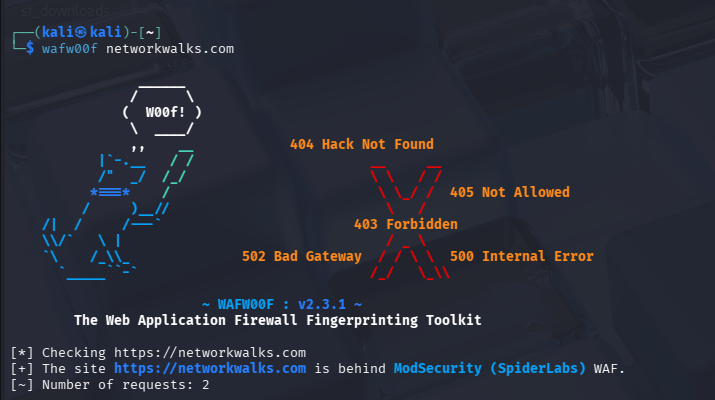 st_downloads
┌──(kali㉿kali)-[~]
└─$ wafw00f networkwalks.com
( W00f! )
404 Hack Not Found
405 Not Allowed
403 Forbidden
502 Bad Gateway 500 Internal Error
~ WAFW00F : v2.3.1 ~
The Web Application Firewall Fingerprinting Toolkit
[*] Checking https://networkwalks.com
[+] The site https://networkwalks.com is behind ModSecurity (SpiderLabs) WAF.
[~] Number of requests: 2